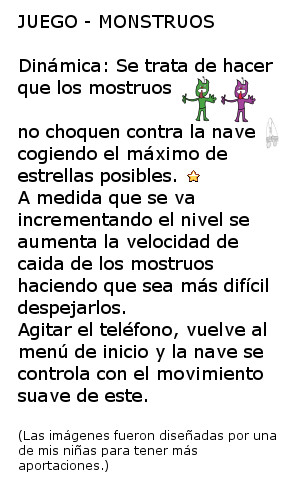 JUEGO - MONSTRUOS
Dinámica: Se trata de hacer
que los mostruos
no choquen contra la nave
cogiendo el máximo de
estrellas posibles.
A medida que se va
incrementando el nivel se
aumenta la velocidad de
caida de los mostruos
haciendo que sea más difícil
despejarlos.
Agitar el teléfono, vuelve al
menú de inicio y la nave se
controla con el movimiento
suave de este.
(Las imágenes fueron diseñadas por una
de mis niñas para tener más
aportaciones.)